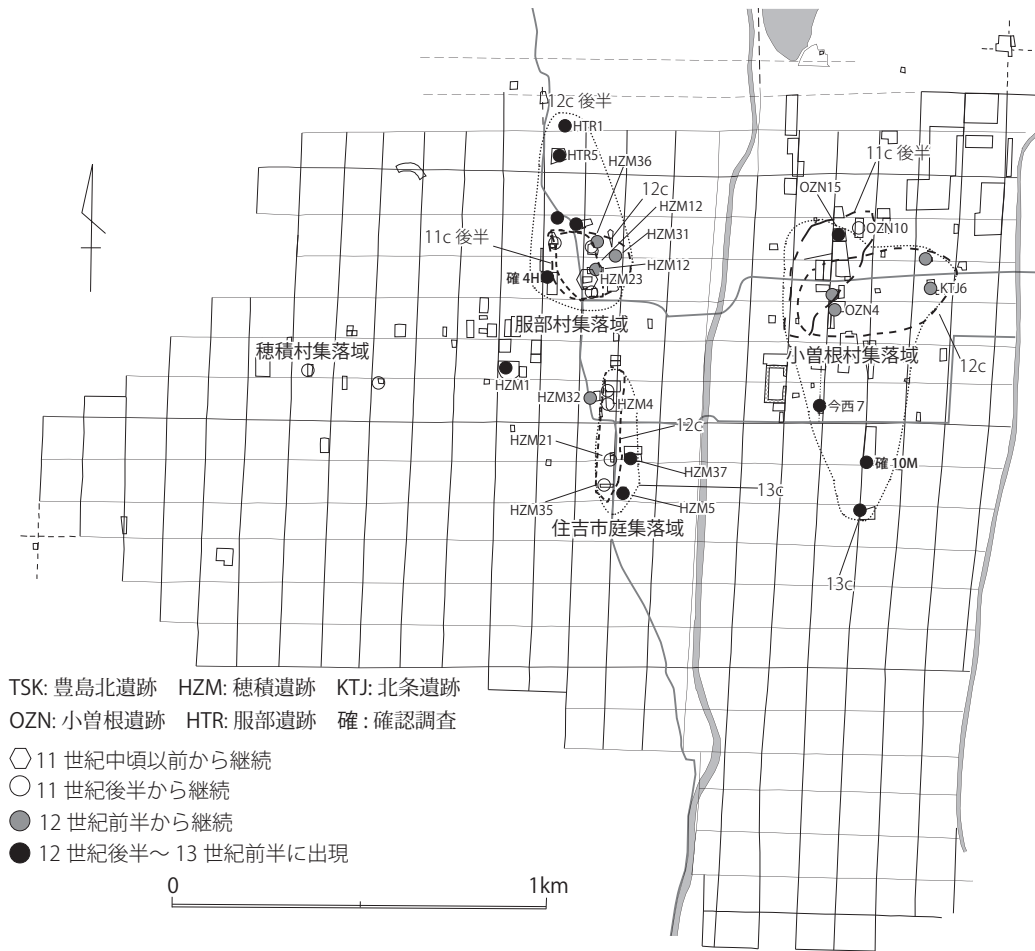 12c 後半
HTR1
HTR5
HZM36
12c
HZM12
HZM31
HZM12
HZM23
11c 後半
確 4H
服部村集落域
穂積村集落域
HZM1
HZM32
HZM4
HZM21
12c
HZM37
13c
HZM35
HZM5
住吉市庭集落域
11c 後半
OZN15
OZN10
KTJ6
OZN4
小曽根村集落域
12c
今西 7
確 10M
13c
TSK: 豊島北遺跡 HZM: 穂積遺跡 KTJ: 北条遺跡
OZN: 小曽根遺跡 HTR: 服部遺跡 確 : 確認調査
11 世紀中頃以前から継続
11 世紀後半から継続
12 世紀前半から継続
12 世紀後半～ 13 世紀前半に出現
0 1km